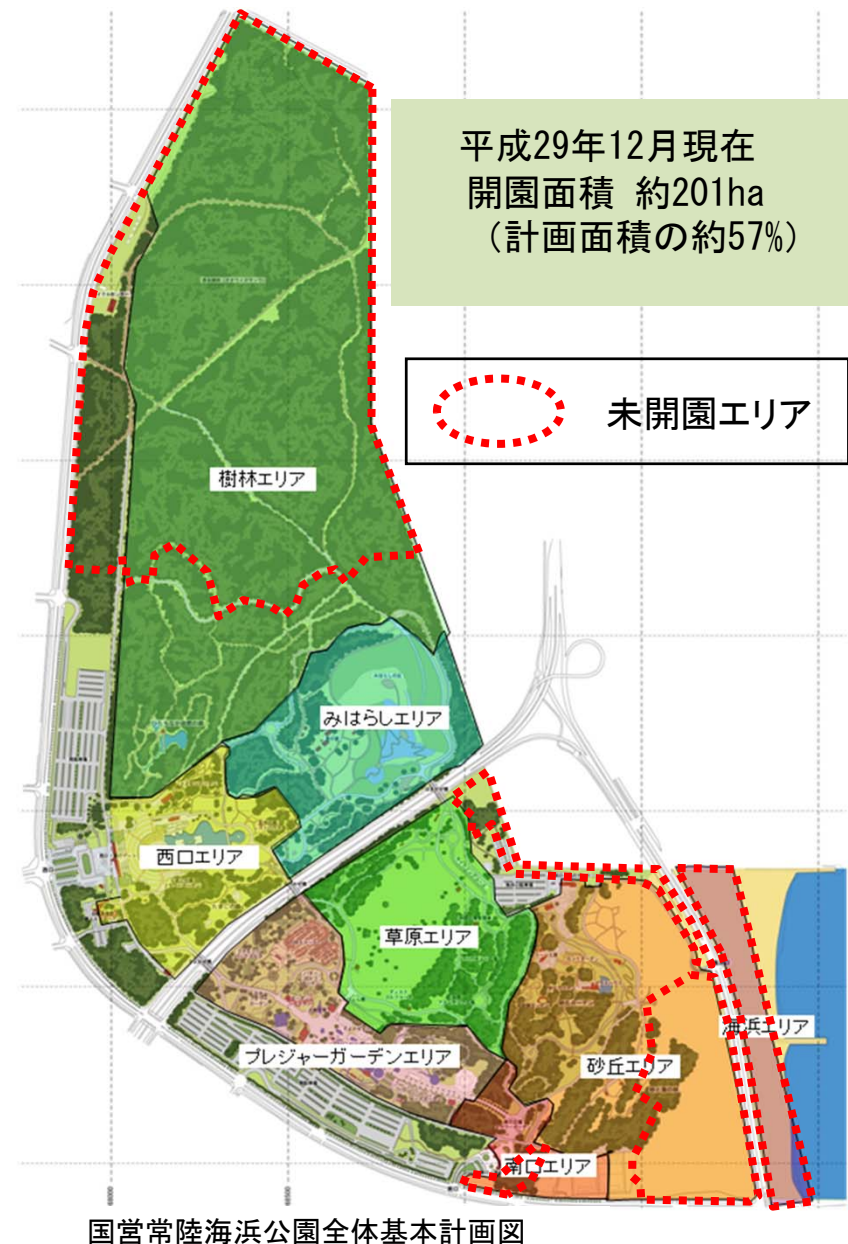 平成29年12月現在
開園面積 約201ha
（計画面積の約57%）
未開園エリア
樹林エリア
みはらしエリア
西口エリア
草原エリア
海浜エリア
プレジャーガーデンエリア
砂丘エリア
南口エリア
国営常陸海浜公園全体基本計画図